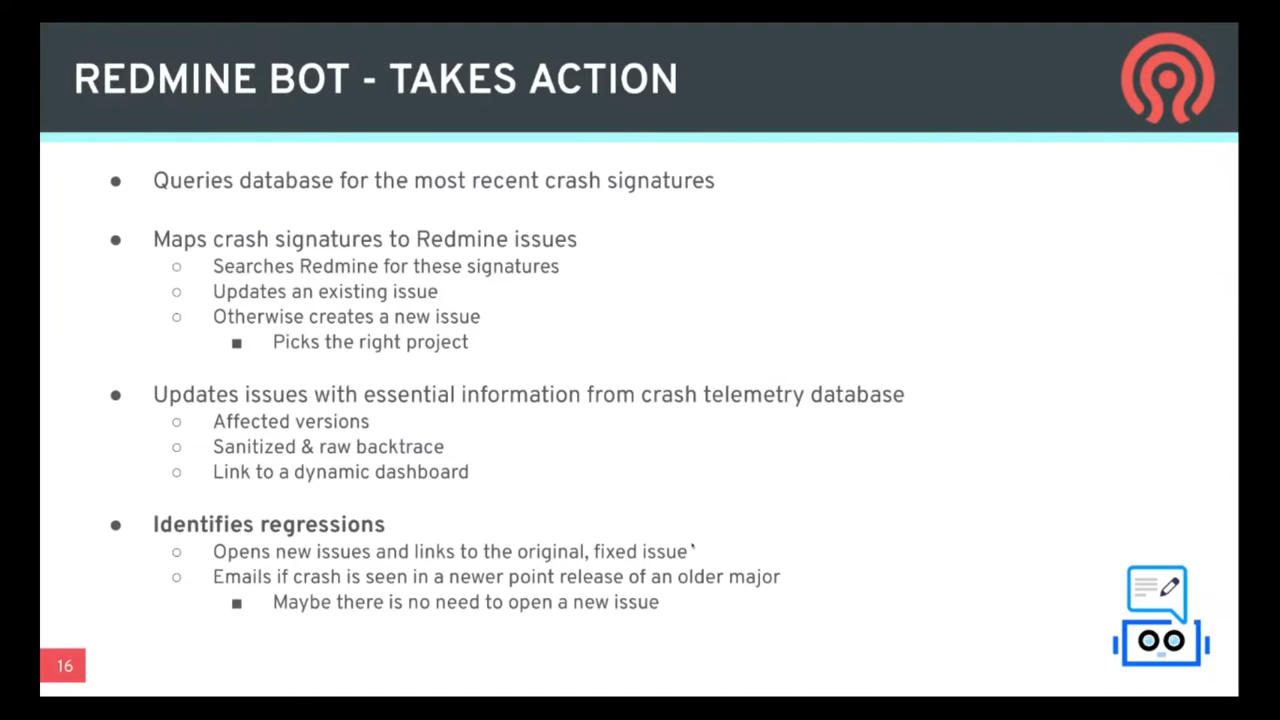 REDMINE BOT - TAKES ACTION
● Queries database for the most recent crash signatures
● Maps crash signatures to Redmine issues
○ Searches Redmine for these signatures
○ Updates an existing issue
○ Otherwise creates a new issue
■ Picks the right project
● Updates issues with essential information from crash telemetry database
○ Affected versions
○ Sanitized & raw backtrace
○ Link to a dynamic dashboard
● Identifies regressions
○ Opens new issues and links to the original, fixed issue
○ Emails if crash is seen in a newer point release of an older major
■ Maybe there is no need to open a new issue
16